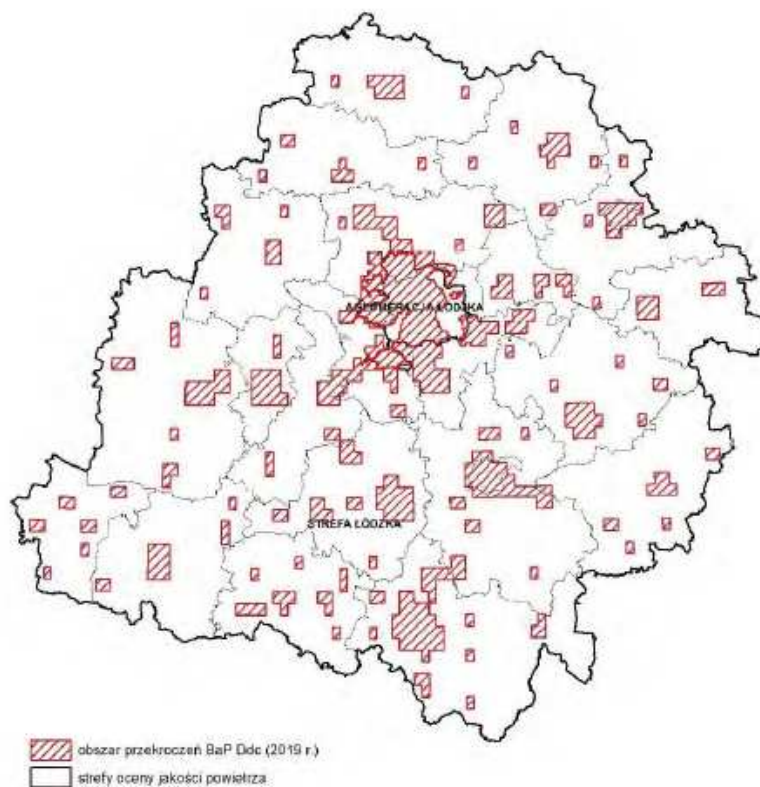 AGLOMERACJA ŁÓDZKA
STREFA ŁÓDZKA
obszar przekroczeń BaP Ddc (2019 r.)
strefy oceny jakości powietrza